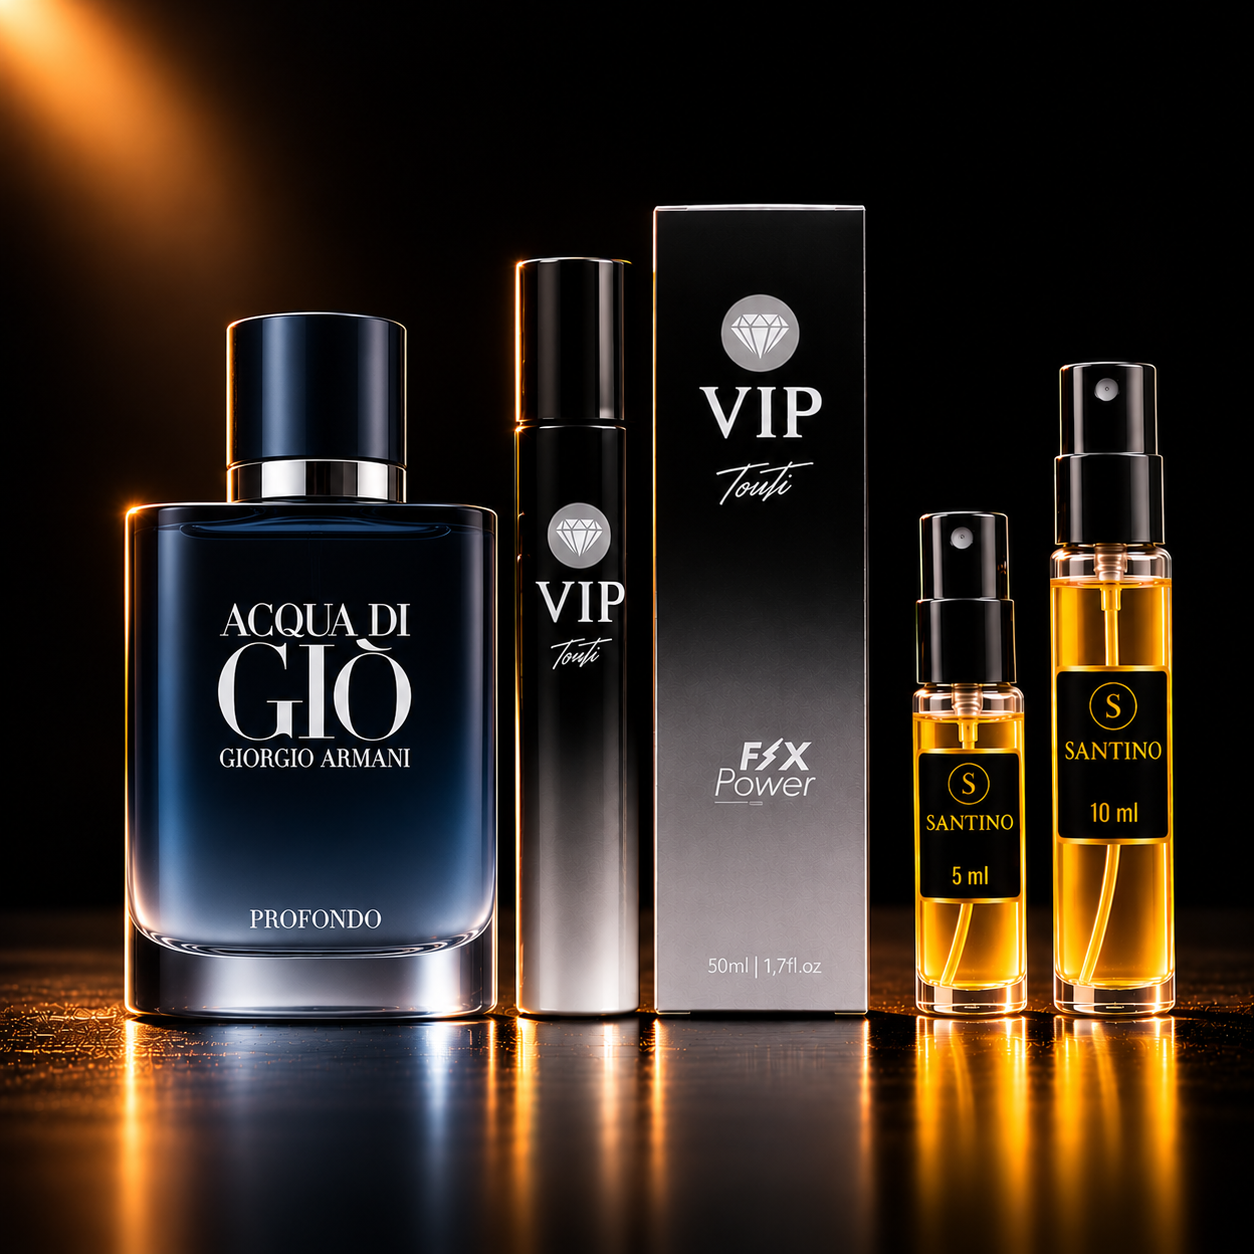 ACQUA DI
GIÒ
GIORGIO ARMANI
PROFONDO
VIP
Touti
VIP
Touti
FIX
Power
50ml | 1,7fl.oz
S
SANTINO
5 ml
S
SANTINO
10 ml